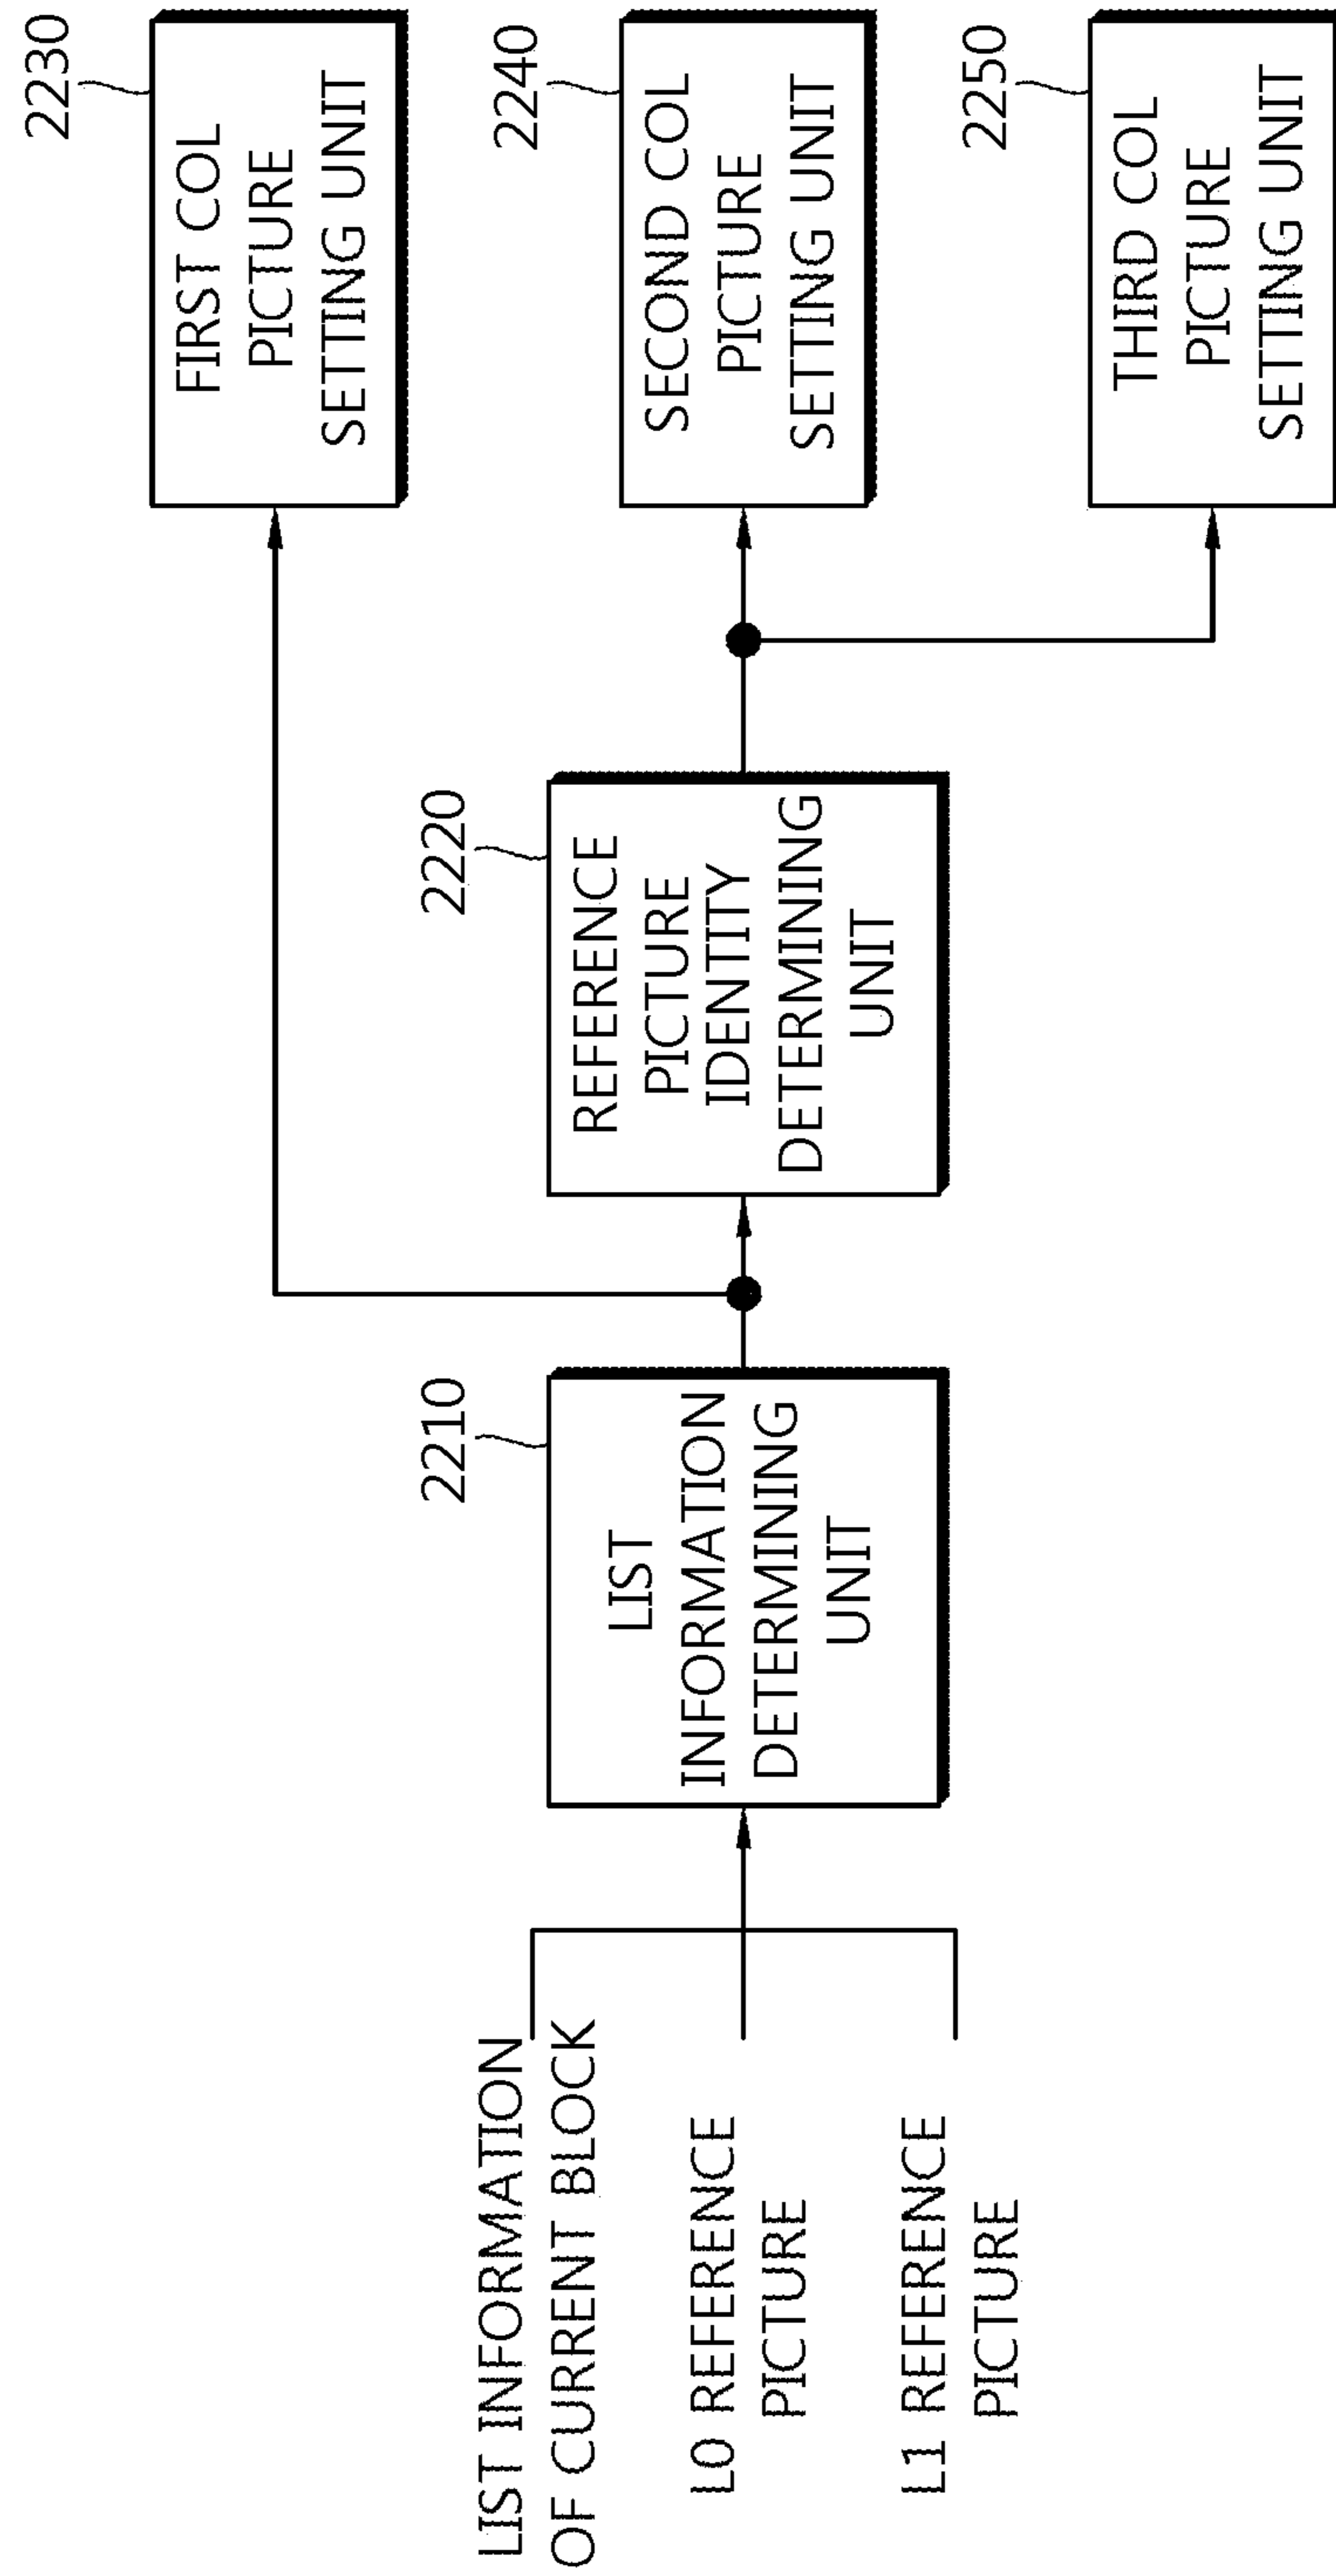 LIST INFORMATION
OF CURRENT BLOCK
L0 REFERENCE
PICTURE
L1 REFERENCE
PICTURE
2210
LIST
INFORMATION
DETERMINING
UNIT
2220
REFERENCE
PICTURE
IDENTITY
DETERMINING
UNIT
2230
FIRST COL
PICTURE
SETTING UNIT
2240
SECOND COL
PICTURE
SETTING UNIT
2250
THIRD COL
PICTURE
SETTING UNIT